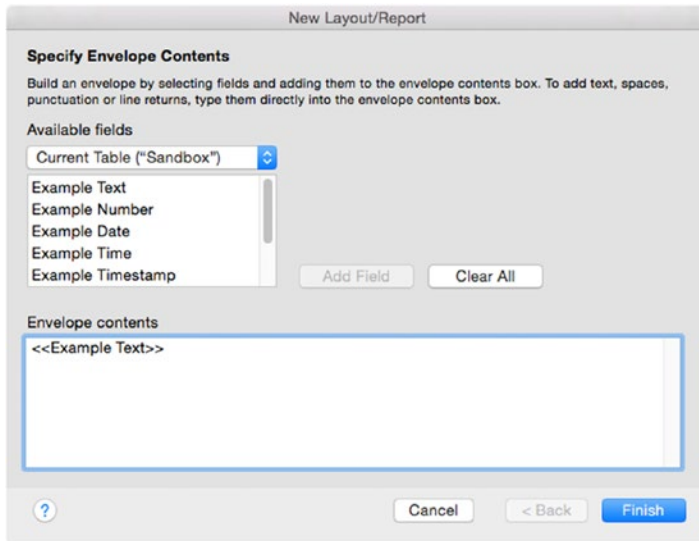 New Layout/Report
Specify Envelope Contents
Build an envelope by selecting fields and adding them to the envelope contents box. To add text, spaces,
punctuation or line returns, type them directly into the envelope contents box.
Available fields
Current Table ("Sandbox")
Example Text
Example Number
Example Date
Example Time
Example Timestamp
Add Field
Clear All
Envelope contents
<<Example Text>>
?
Cancel
< Back
Finish